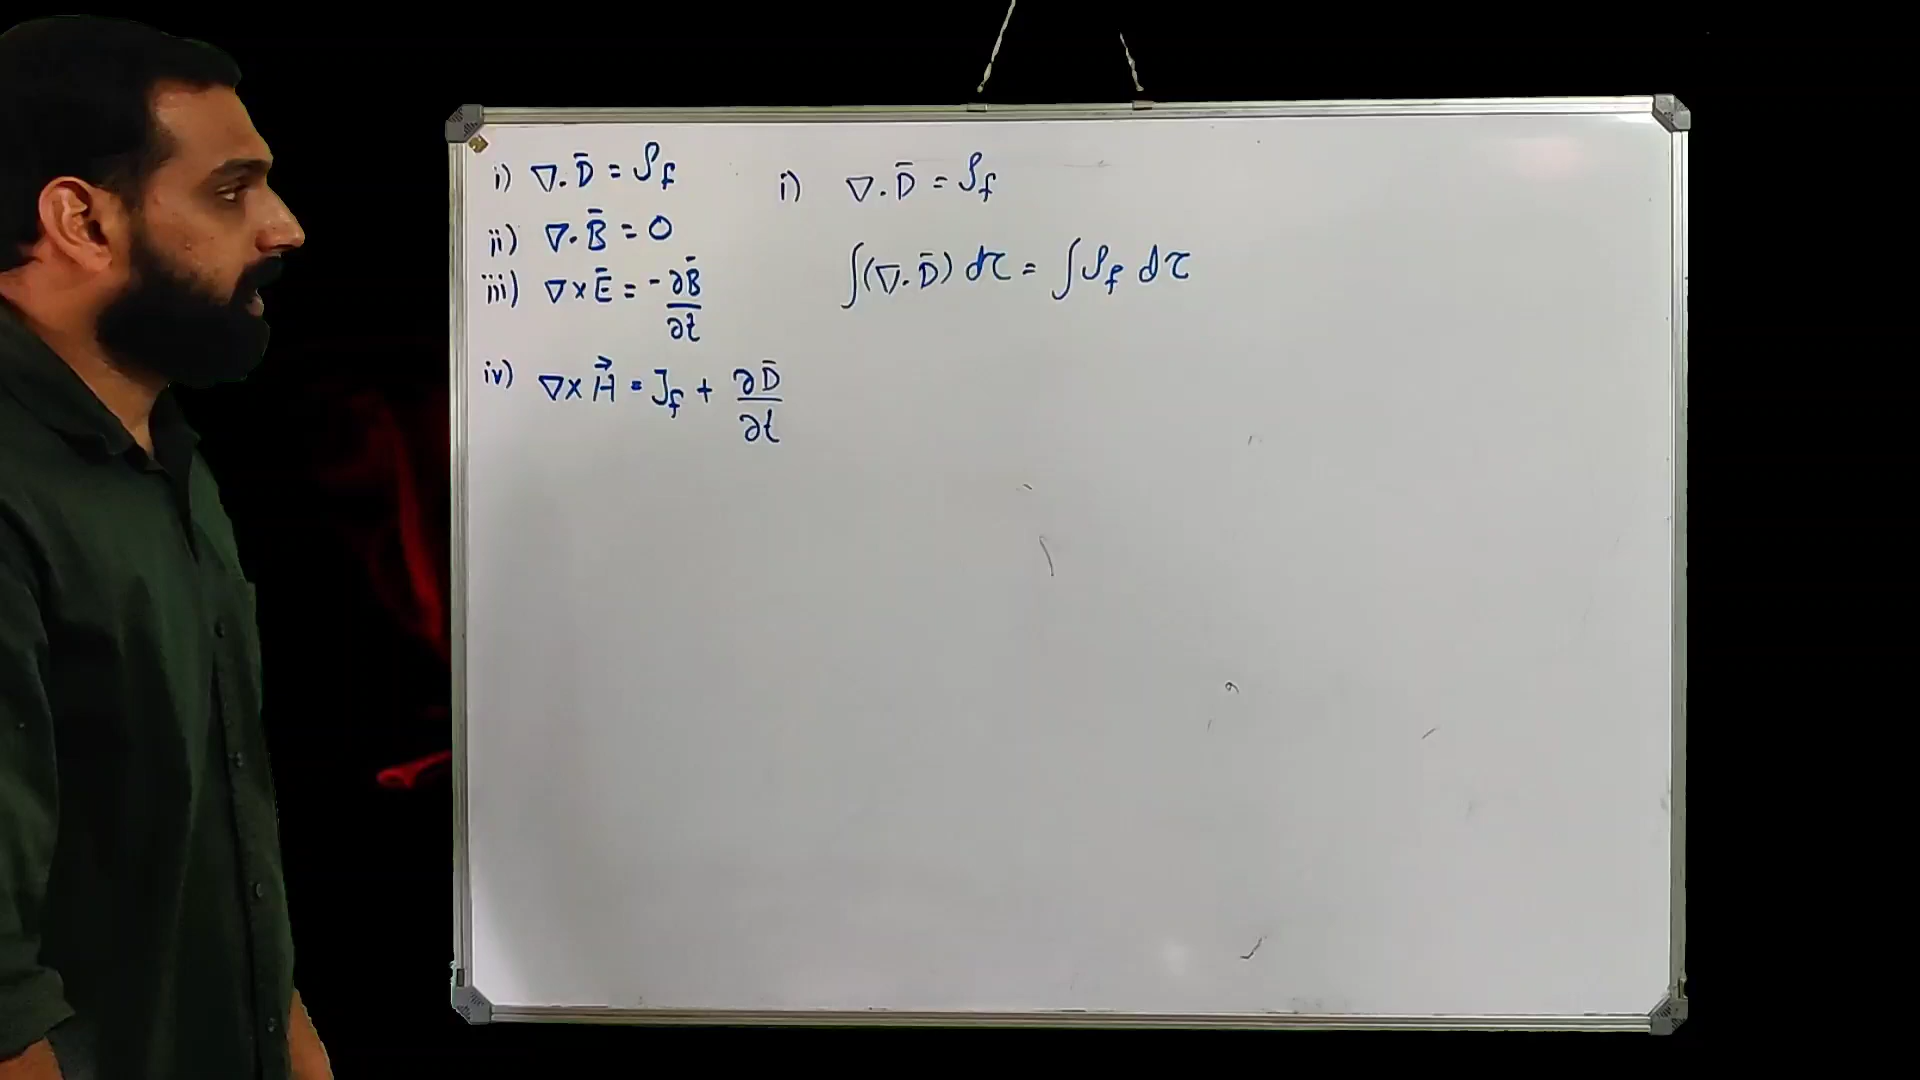 i) ∇. D̄ = ρf
ii) ∇. B̄ = 0
iii) ∇ × Ē = - ∂B̄/∂t
iv) ∇× H⃗ = Jf + ∂D̄/∂t
i) ∇. D̄ = ρf
∫(∇. D̄) dτ = ∫ρf dτ